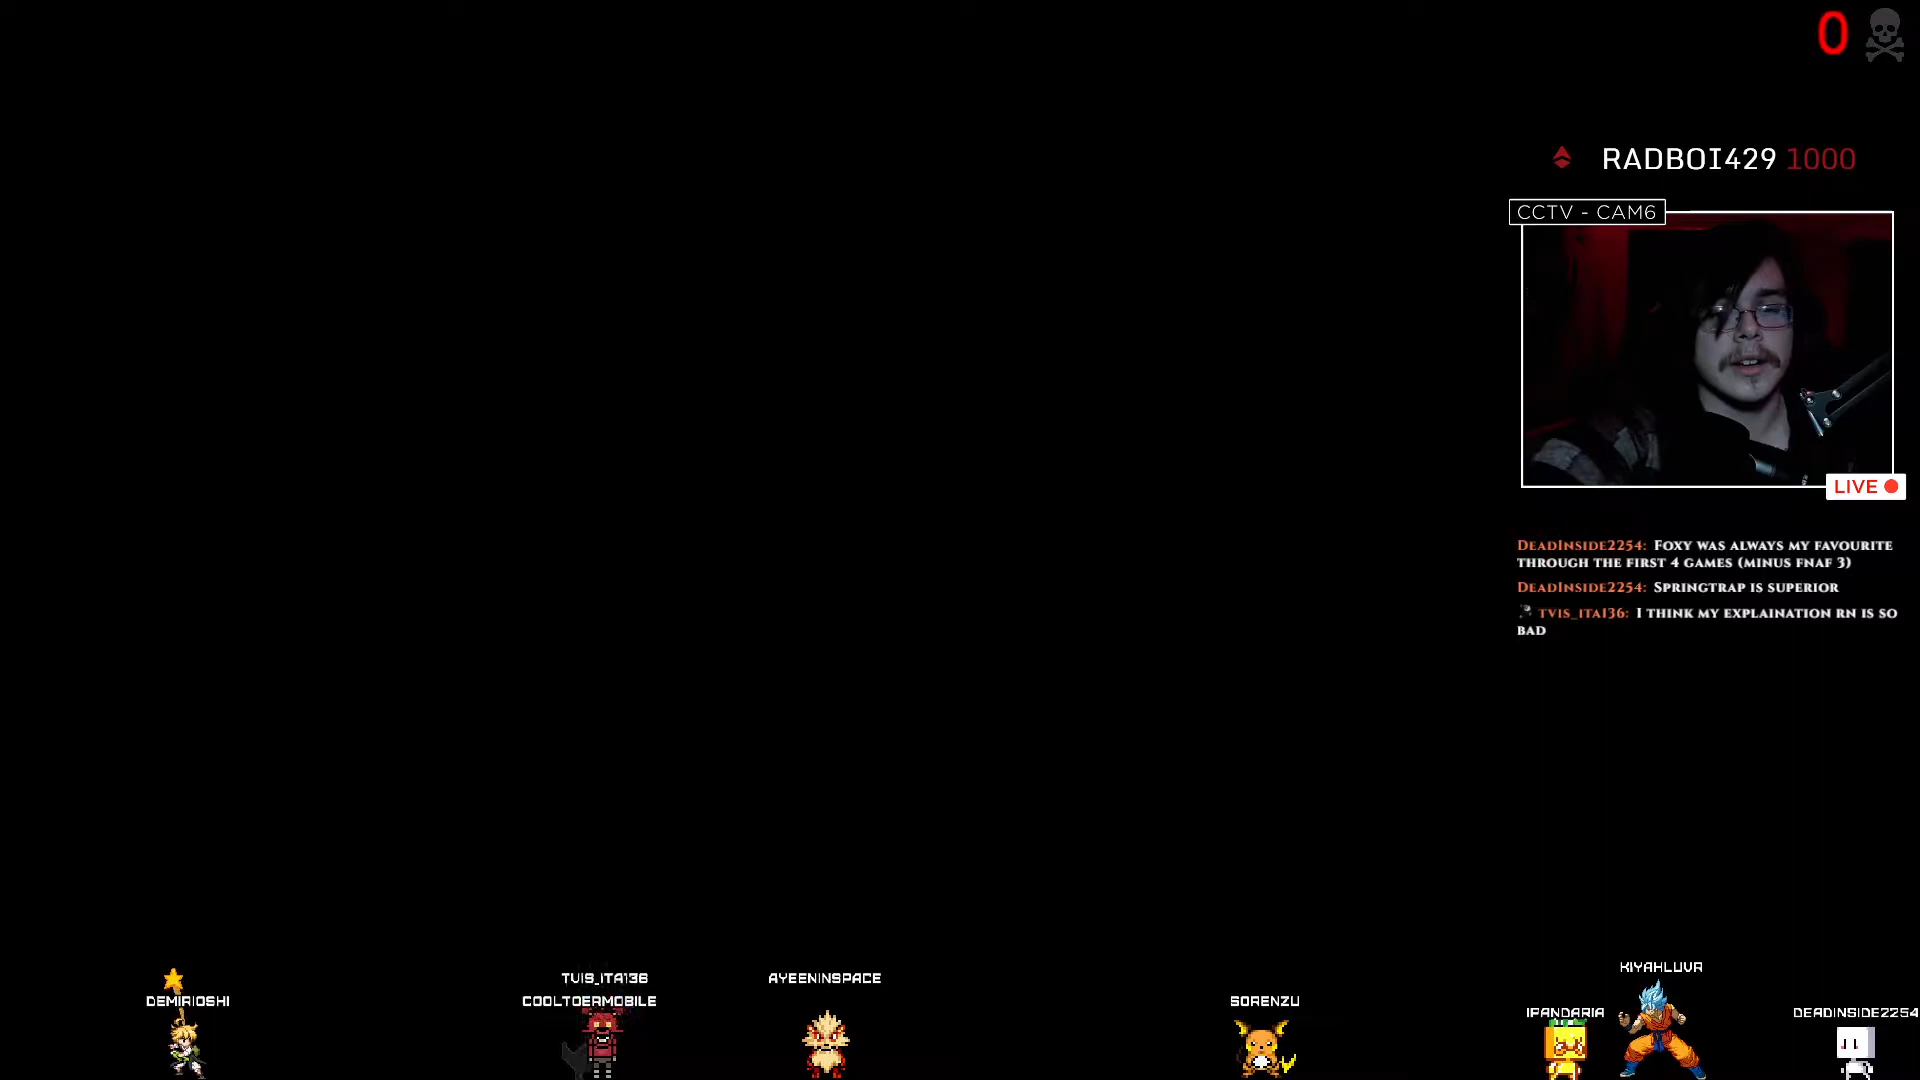 0
RADBOI429 1000
CCTV - CAM6
LIVE
DeadInside2254: Foxy was always my favourite
through the first 4 games (minus fnaf 3)
DeadInside2254: Springtrap is superior
tvis_ita136: I think my explaination rn is so
bad
KIYAHLUVR
TVIS_ITA136
AYEENINSPACE
DEMIRIOSHI
COOLTOERMOBILE
SORENZU
IPANDARIA
DEADINSIDE2254